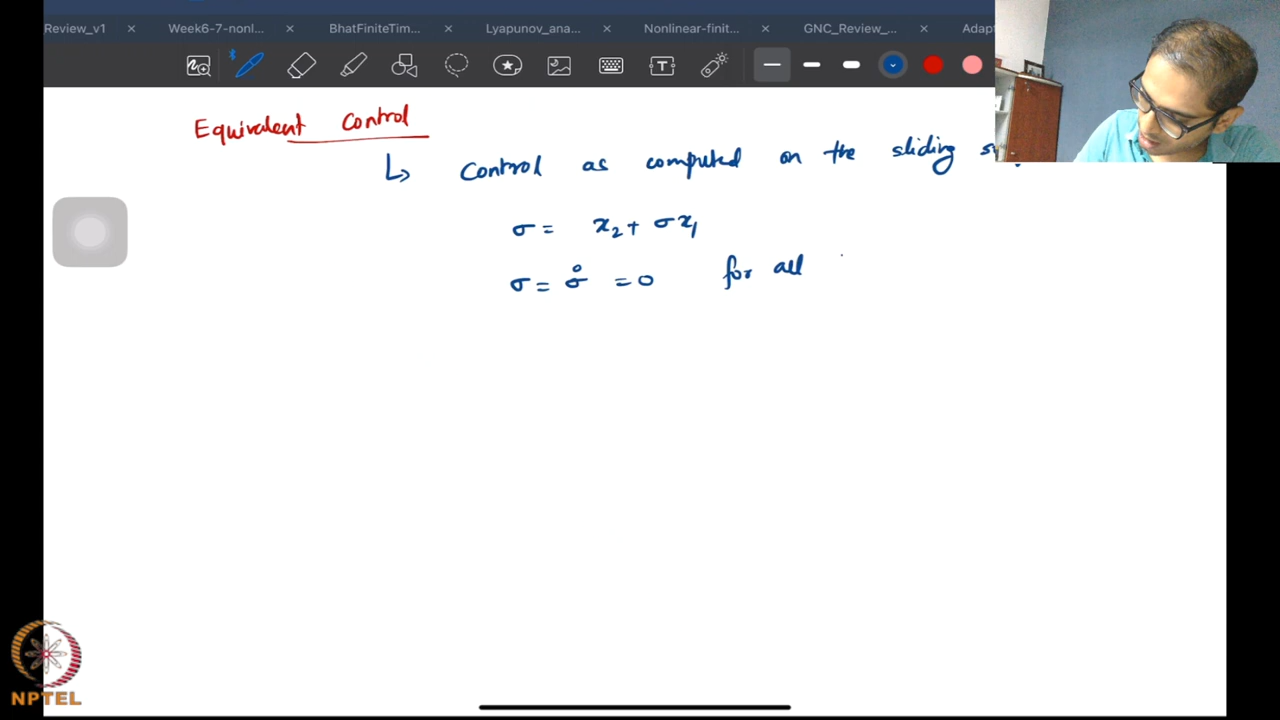 Review_v1 Week6-7-nonl... BhatFiniteTim... Lyapunov_ana... Nonlinear-finit... GNC_Review_... Adap
Equivalent Control
↳ Control as computed on the sliding
σ = x₂ + σx₁
σ = σ̇ = 0 for all
NPTEL